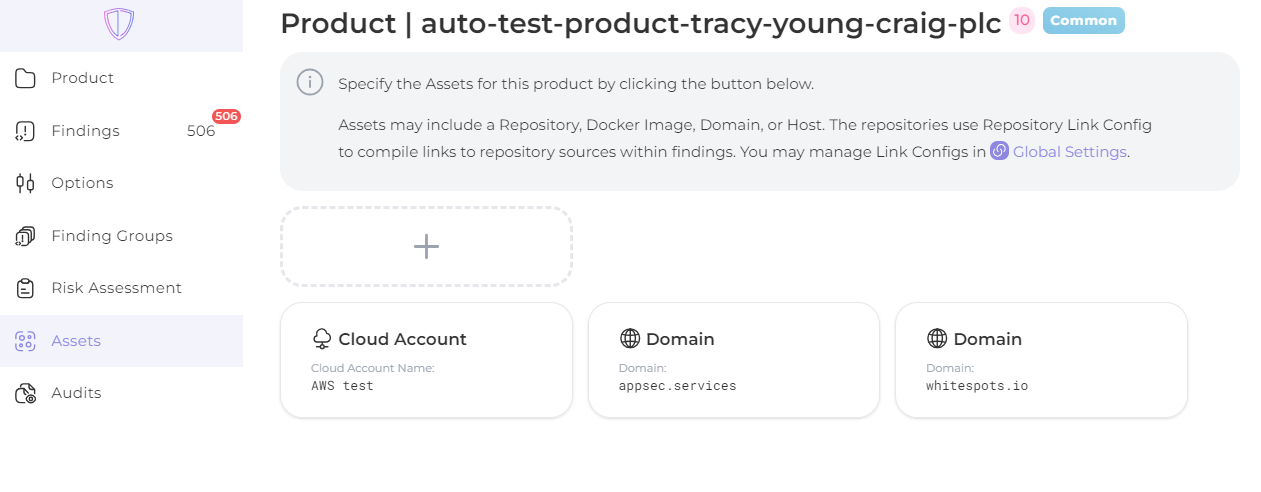 Product | auto-test-product-tracy-young-craig-plc 10 Common
Product
Findings 506 506
Options
Finding Groups
Risk Assessment
Assets
Audits
Specify the Assets for this product by clicking the button below.
Assets may include a Repository, Docker Image, Domain, or Host. The repositories use Repository Link Config
to compile links to repository sources within findings. You may manage Link Configs in Global Settings.
Cloud Account
Cloud Account Name:
AWS test
Domain
Domain:
appsec.services
Domain
Domain:
whitespots.io